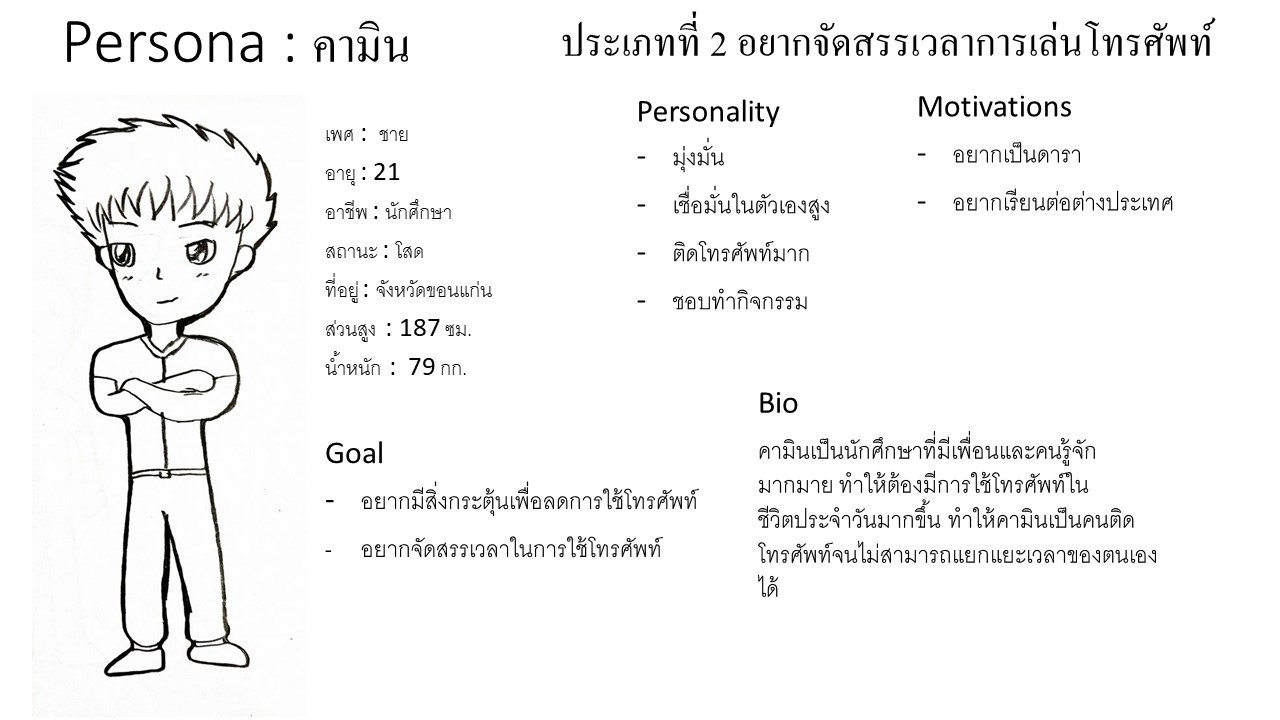 Persona : คามิน
ประเภทที่ 2 อยากจัดสรรเวลาการเล่นโทรศัพท์
เพศ : ชาย
อายุ : 21
อาชีพ : นักศึกษา
สถานะ : โสด
ที่อยู่ : จังหวัดขอนแก่น
ส่วนสูง : 187 ซม.
น้ำหนัก : 79 กก.
Personality
- มุ่งมั่น
- เชื่อมั่นในตัวเองสูง
- ติดโทรศัพท์มาก
- ชอบทำกิจกรรม
Motivations
- อยากเป็นดารา
- อยากเรียนต่อต่างประเทศ
Goal
- อยากมีสิ่งกระตุ้นเพื่อลดการใช้โทรศัพท์
- อยากจัดสรรเวลาในการใช้โทรศัพท์
Bio
คามินเป็นนักศึกษาที่มีเพื่อนและคนรู้จัก
มากมาย ทำให้ต้องมีการใช้โทรศัพท์ใน
ชีวิตประจำวันมากขึ้น ทำให้คามินเป็นคนติด
โทรศัพท์จนไม่สามารถแยกแยะเวลาของตนเอง
ได้